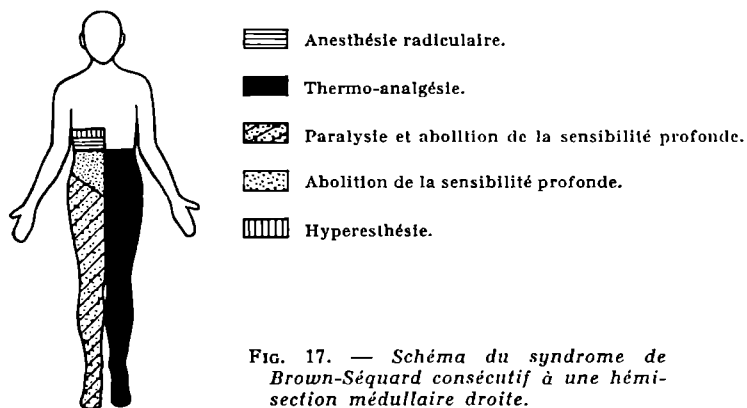 Anesthésie radiculaire.
Thermo-analgésie.
Paralysie et abolition de la sensibilité profonde.
Abolition de la sensibilité profonde.
Hyperesthésie.
FIG. 17. — Schéma du syndrome de
Brown-Séquard consécutif à une hémi-
section médullaire droite.